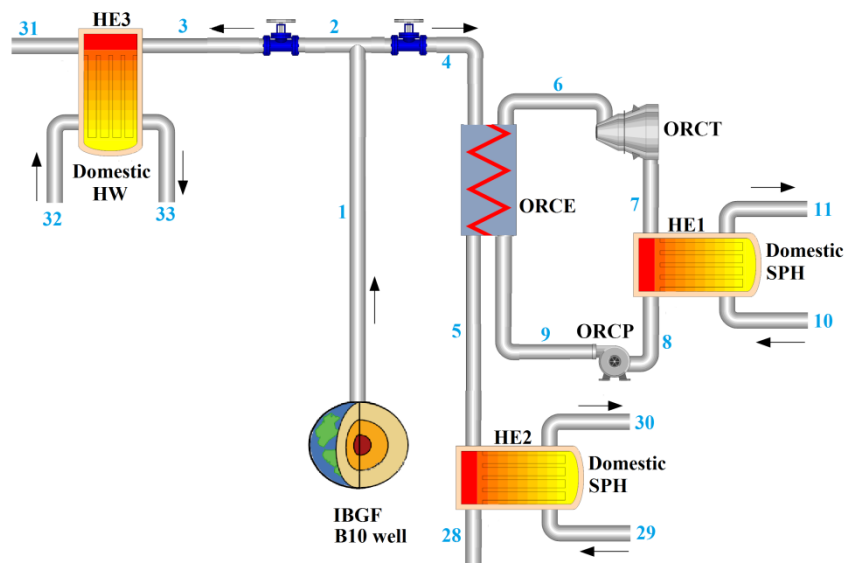 31
HE3
3
2
4
6
ORCT
Domestic
HW
32
33
1
ORCE
7
11
HE1
Domestic
SPH
10
5
9
ORCP
8
HE2
30
Domestic
SPH
IBGF
B10 well
28
29